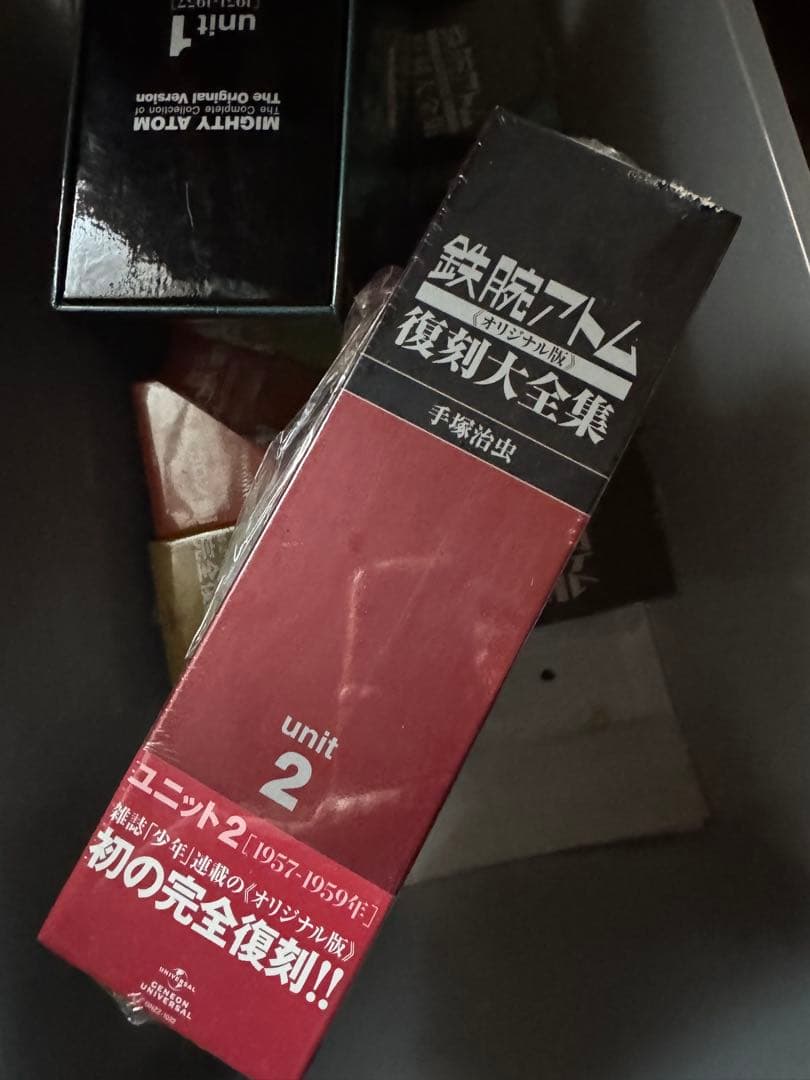 unit
1
[1951-1957]
MIGHTY ATOM
The Complete Collection of
The Original Version
鉄腕アトム
《オリジナル版》
復刻大全集
手塚治虫
unit
2
ユニット2［1957-1959年］
雑誌「少年」連載の《オリジナル版》
初の完全復刻!!
UNIVERSAL
GENEON
UNIVERSAL